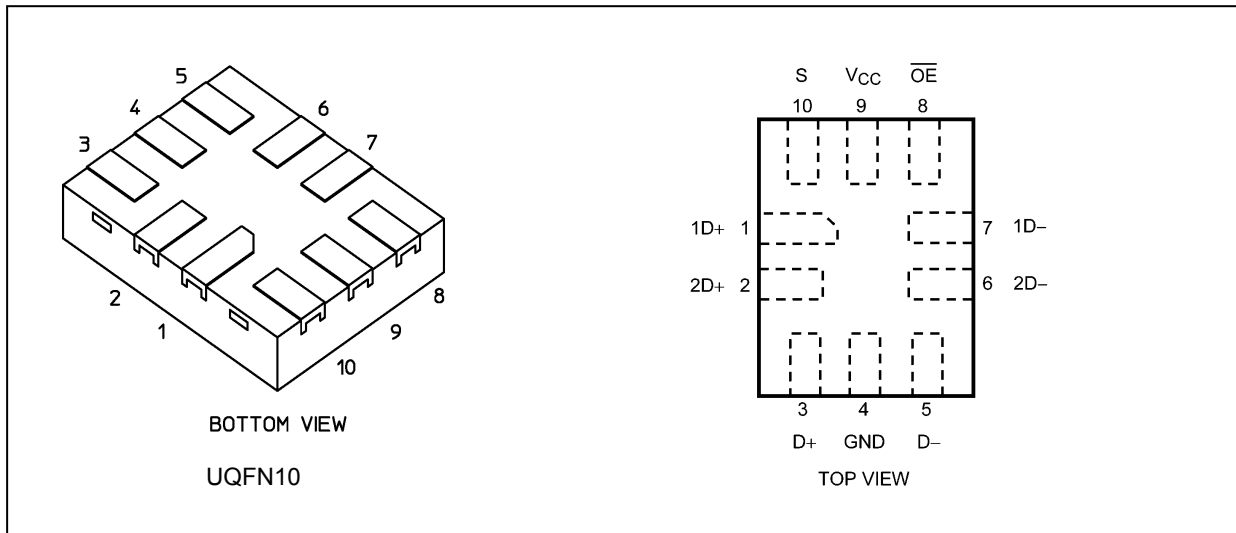 5
4
3
6
7
2
1
8
9
10
BOTTOM VIEW
UQFN10
S VCC O̅E̅
10 9 8
1D+ 1 7 1D−
2D+ 2 6 2D−
3 4 5
D+ GND D−
TOP VIEW